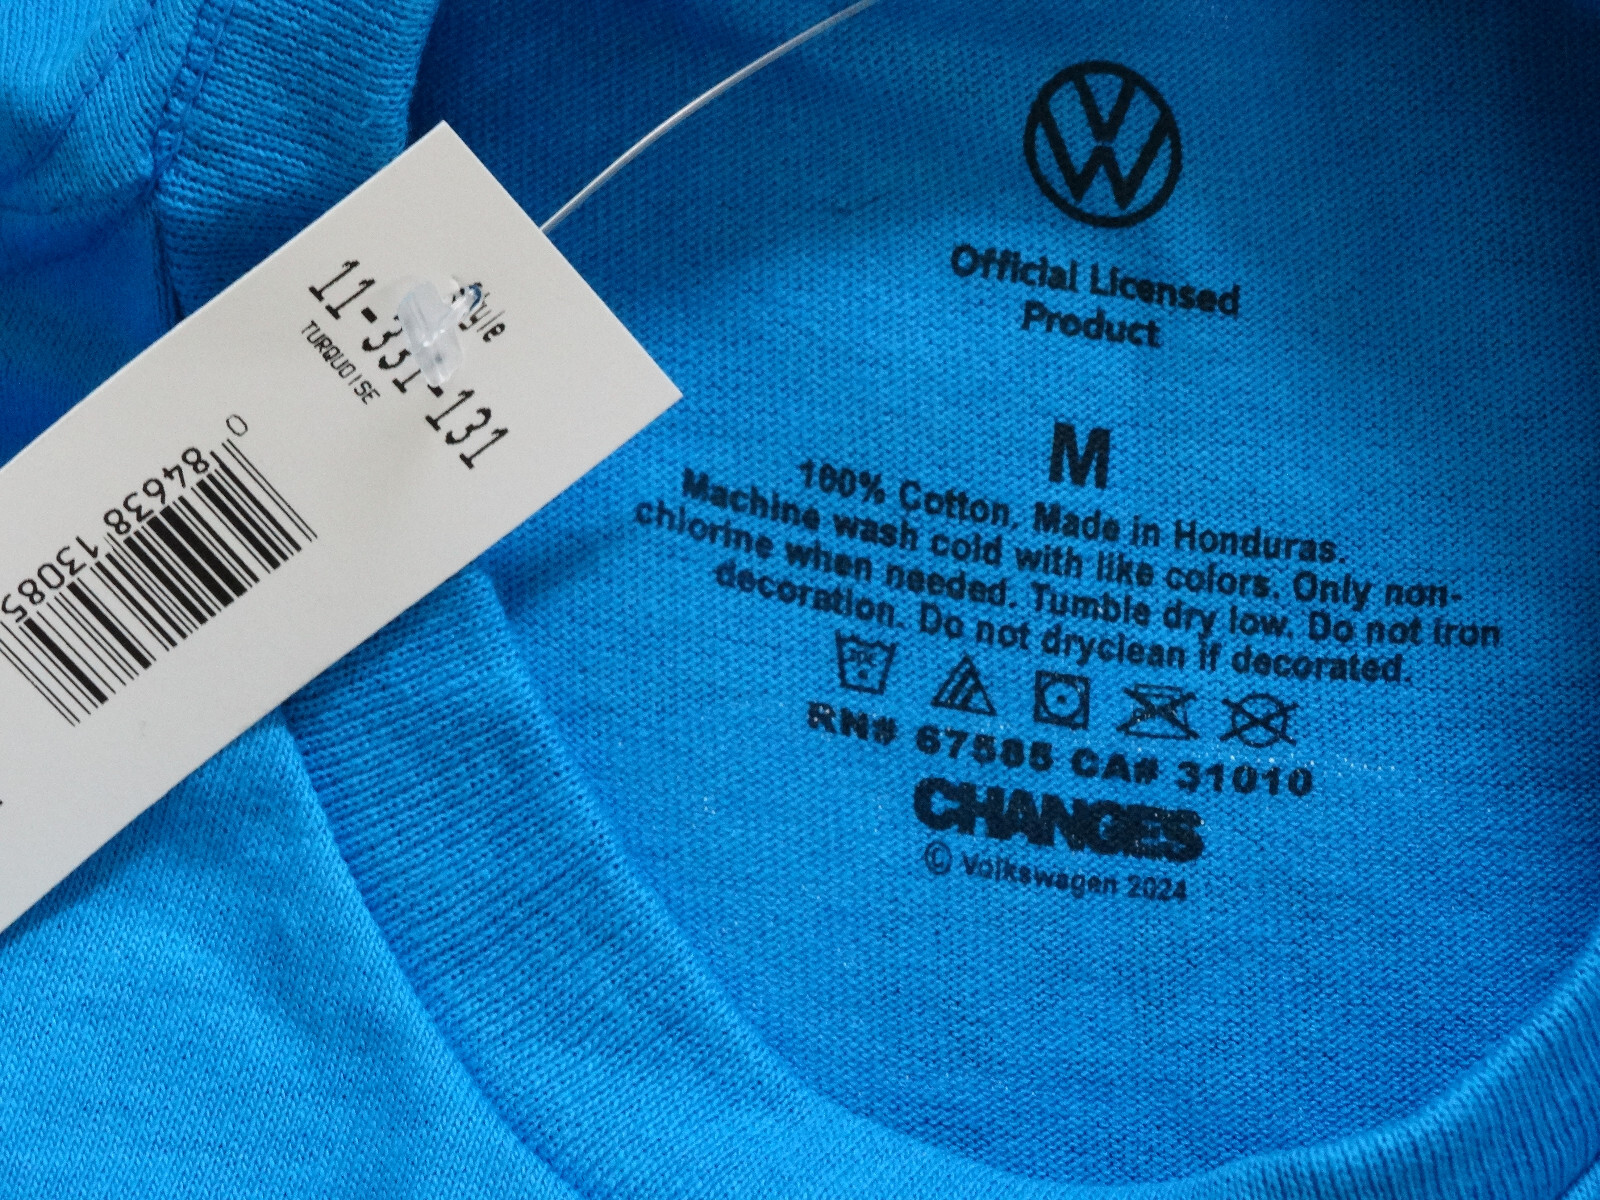 Style
11-331-131
TURQUOISE
0 84638 13085
Official Licensed
Product
M
100% Cotton. Made in Honduras.
Machine wash cold with like colors. Only non-
chlorine when needed. Tumble dry low. Do not iron
decoration. Do not dryclean if decorated.
RN# 67585 CA# 31010
CHANGES
© Volkswagen 2024